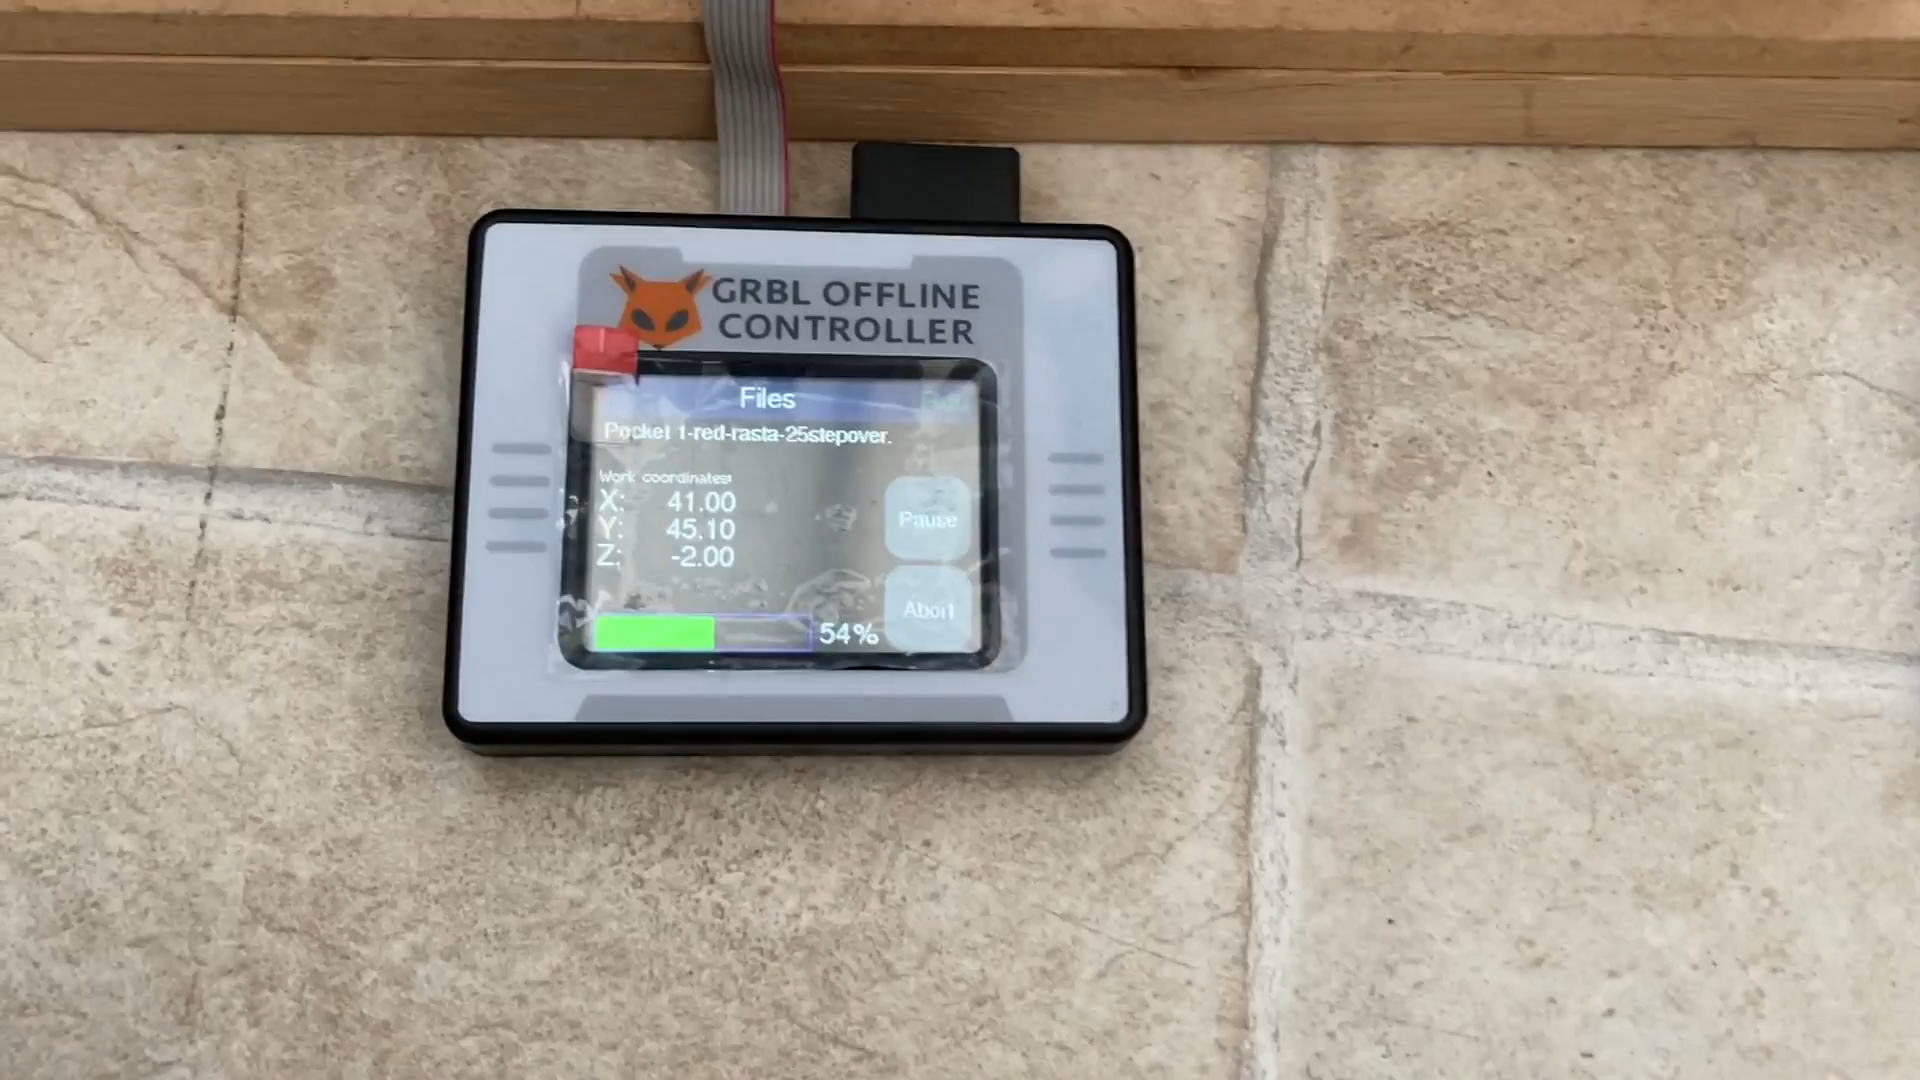 GRBL OFFLINE
CONTROLLER
Files
Pocket 1-red-rasta-25stepover.
Work coordinates:
X: 41.00
Y: 45.10
Z: -2.00
Pause
Abort
54%